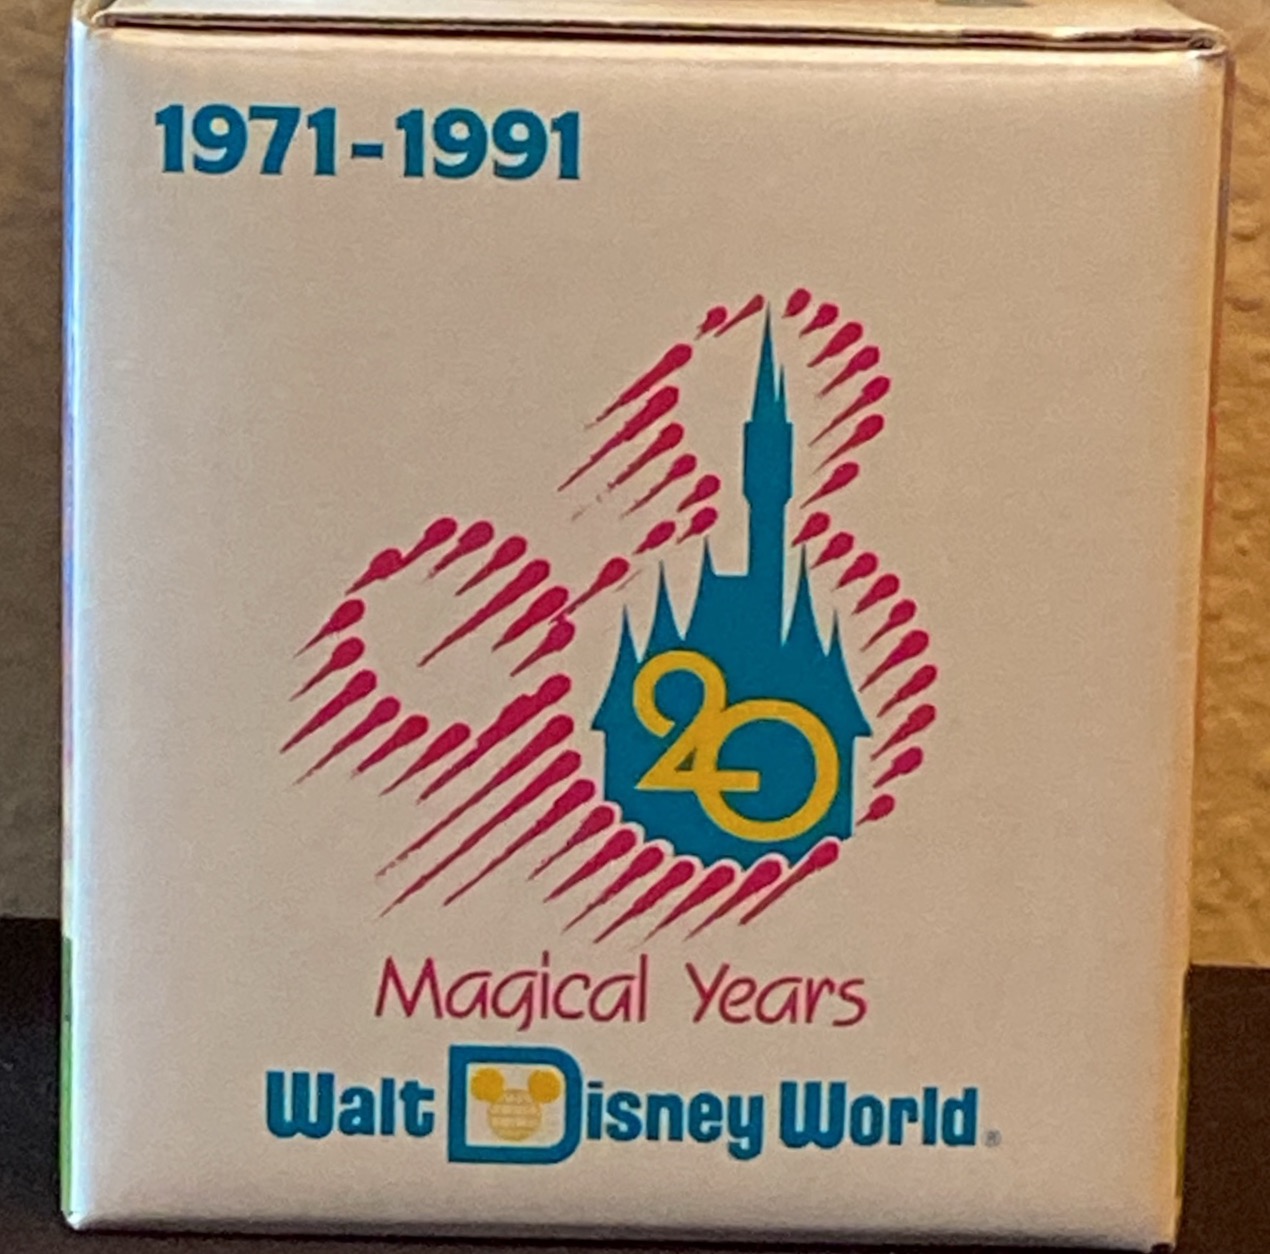 1971-1991
20
Magical Years
Walt Disney World®